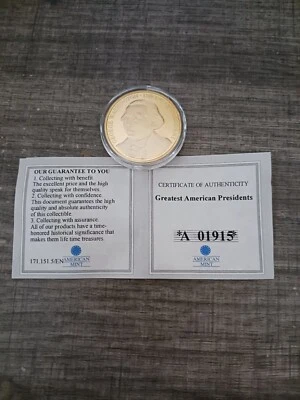 OUR GUARANTEE TO YOU
1. Collecting with benefit.
The excellent price and the high
quality speak for themselves.
2. Collecting with confidence.
This document guarantees the high
quality and absolute authenticity
of this collectible.
3. Collecting with assurance.
All of our products have a time-
honored historical significance that
makes them life time treasures.
171.151 3/EN
AMERICAN
MINT
CERTIFICATE OF AUTHENTICITY
Greatest American Presidents
*A 01915*
AMERICAN
MINT